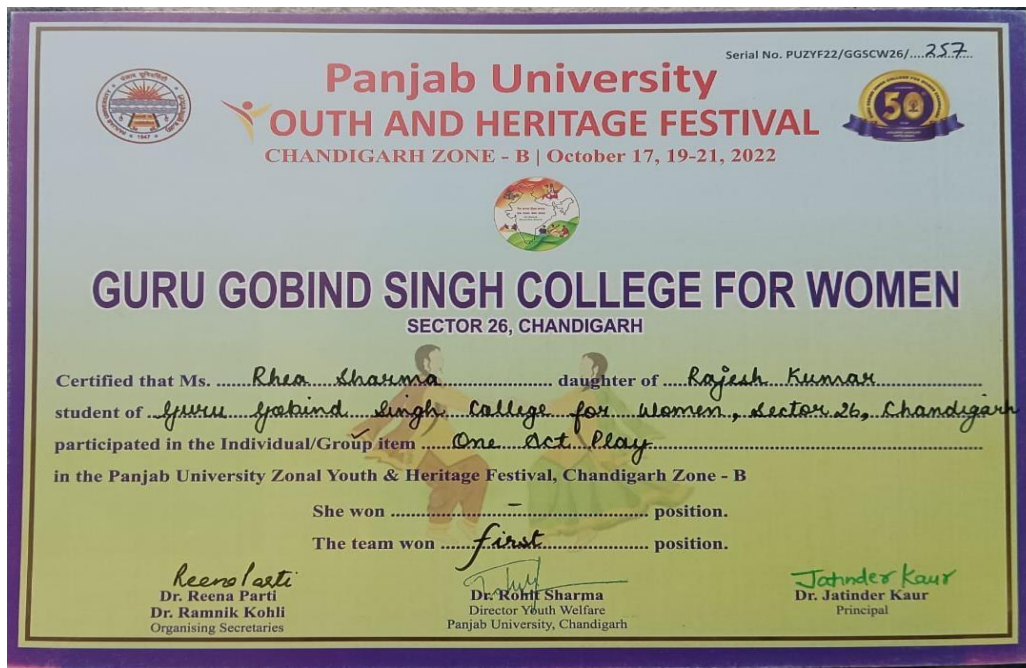 Serial No. PUZYF22/GGSCW26/....257....
Panjab University
YOUTH AND HERITAGE FESTIVAL
CHANDIGARH ZONE - B | October 17, 19-21, 2022
50
1947
GURU GOBIND SINGH COLLEGE FOR WOMEN
SECTOR 26, CHANDIGARH
Certified that Ms. Rhea Sharma daughter of Rajesh Kumar
student of Guru Gobind Singh College for Women, Sector 26, Chandigarh
participated in the Individual/Group item One Act Play
in the Panjab University Zonal Youth & Heritage Festival, Chandigarh Zone - B
She won - position.
The team won first position.
Reena Parti
Jatinder Kaur
Dr. Reena Parti
Dr. Rohit Sharma
Dr. Jatinder Kaur
Dr. Ramnik Kohli
Director Youth Welfare
Principal
Organising Secretaries
Panjab University, Chandigarh